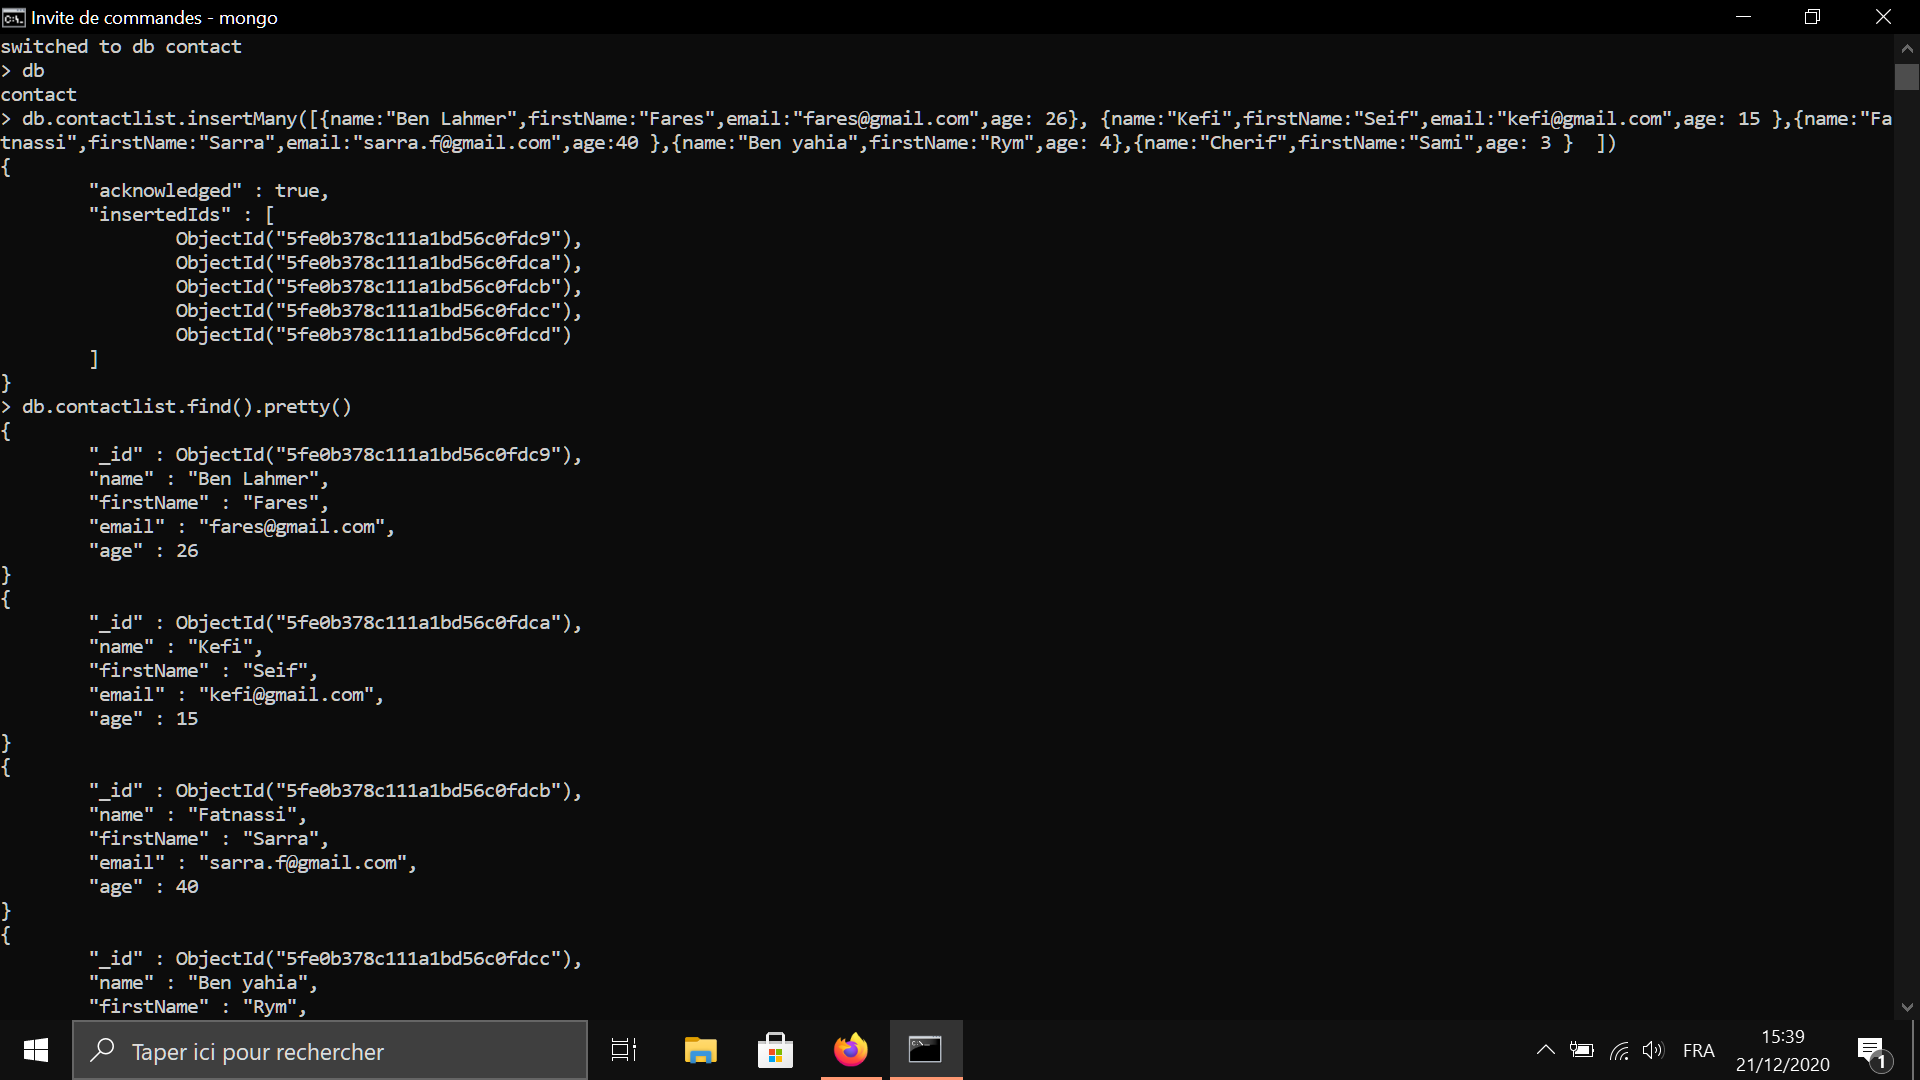 Invite de commandes - mongo
switched to db contact
> db
contact
> db.contactlist.insertMany([{name:"Ben Lahmer",firstName:"Fares",email:"fares@gmail.com",age: 26}, {name:"Kefi",firstName:"Seif",email:"kefi@gmail.com",age: 15 },{name:"Fa
tnassi",firstName:"Sarra",email:"sarra.f@gmail.com",age:40 },{name:"Ben yahia",firstName:"Rym",age: 4},{name:"Cherif",firstName:"Sami",age: 3 }  ])
{
        "acknowledged" : true,
        "insertedIds" : [
                ObjectId("5fe0b378c111a1bd56c0fdc9"),
                ObjectId("5fe0b378c111a1bd56c0fdca"),
                ObjectId("5fe0b378c111a1bd56c0fdcb"),
                ObjectId("5fe0b378c111a1bd56c0fdcc"),
                ObjectId("5fe0b378c111a1bd56c0fdcd")
        ]
}
> db.contactlist.find().pretty()
{
        "_id" : ObjectId("5fe0b378c111a1bd56c0fdc9"),
        "name" : "Ben Lahmer",
        "firstName" : "Fares",
        "email" : "fares@gmail.com",
        "age" : 26
}
{
        "_id" : ObjectId("5fe0b378c111a1bd56c0fdca"),
        "name" : "Kefi",
        "firstName" : "Seif",
        "email" : "kefi@gmail.com",
        "age" : 15
}
{
        "_id" : ObjectId("5fe0b378c111a1bd56c0fdcb"),
        "name" : "Fatnassi",
        "firstName" : "Sarra",
        "email" : "sarra.f@gmail.com",
        "age" : 40
}
{
        "_id" : ObjectId("5fe0b378c111a1bd56c0fdcc"),
        "name" : "Ben yahia",
        "firstName" : "Rym",
Taper ici pour rechercher
FRA
15:39
21/12/2020
1